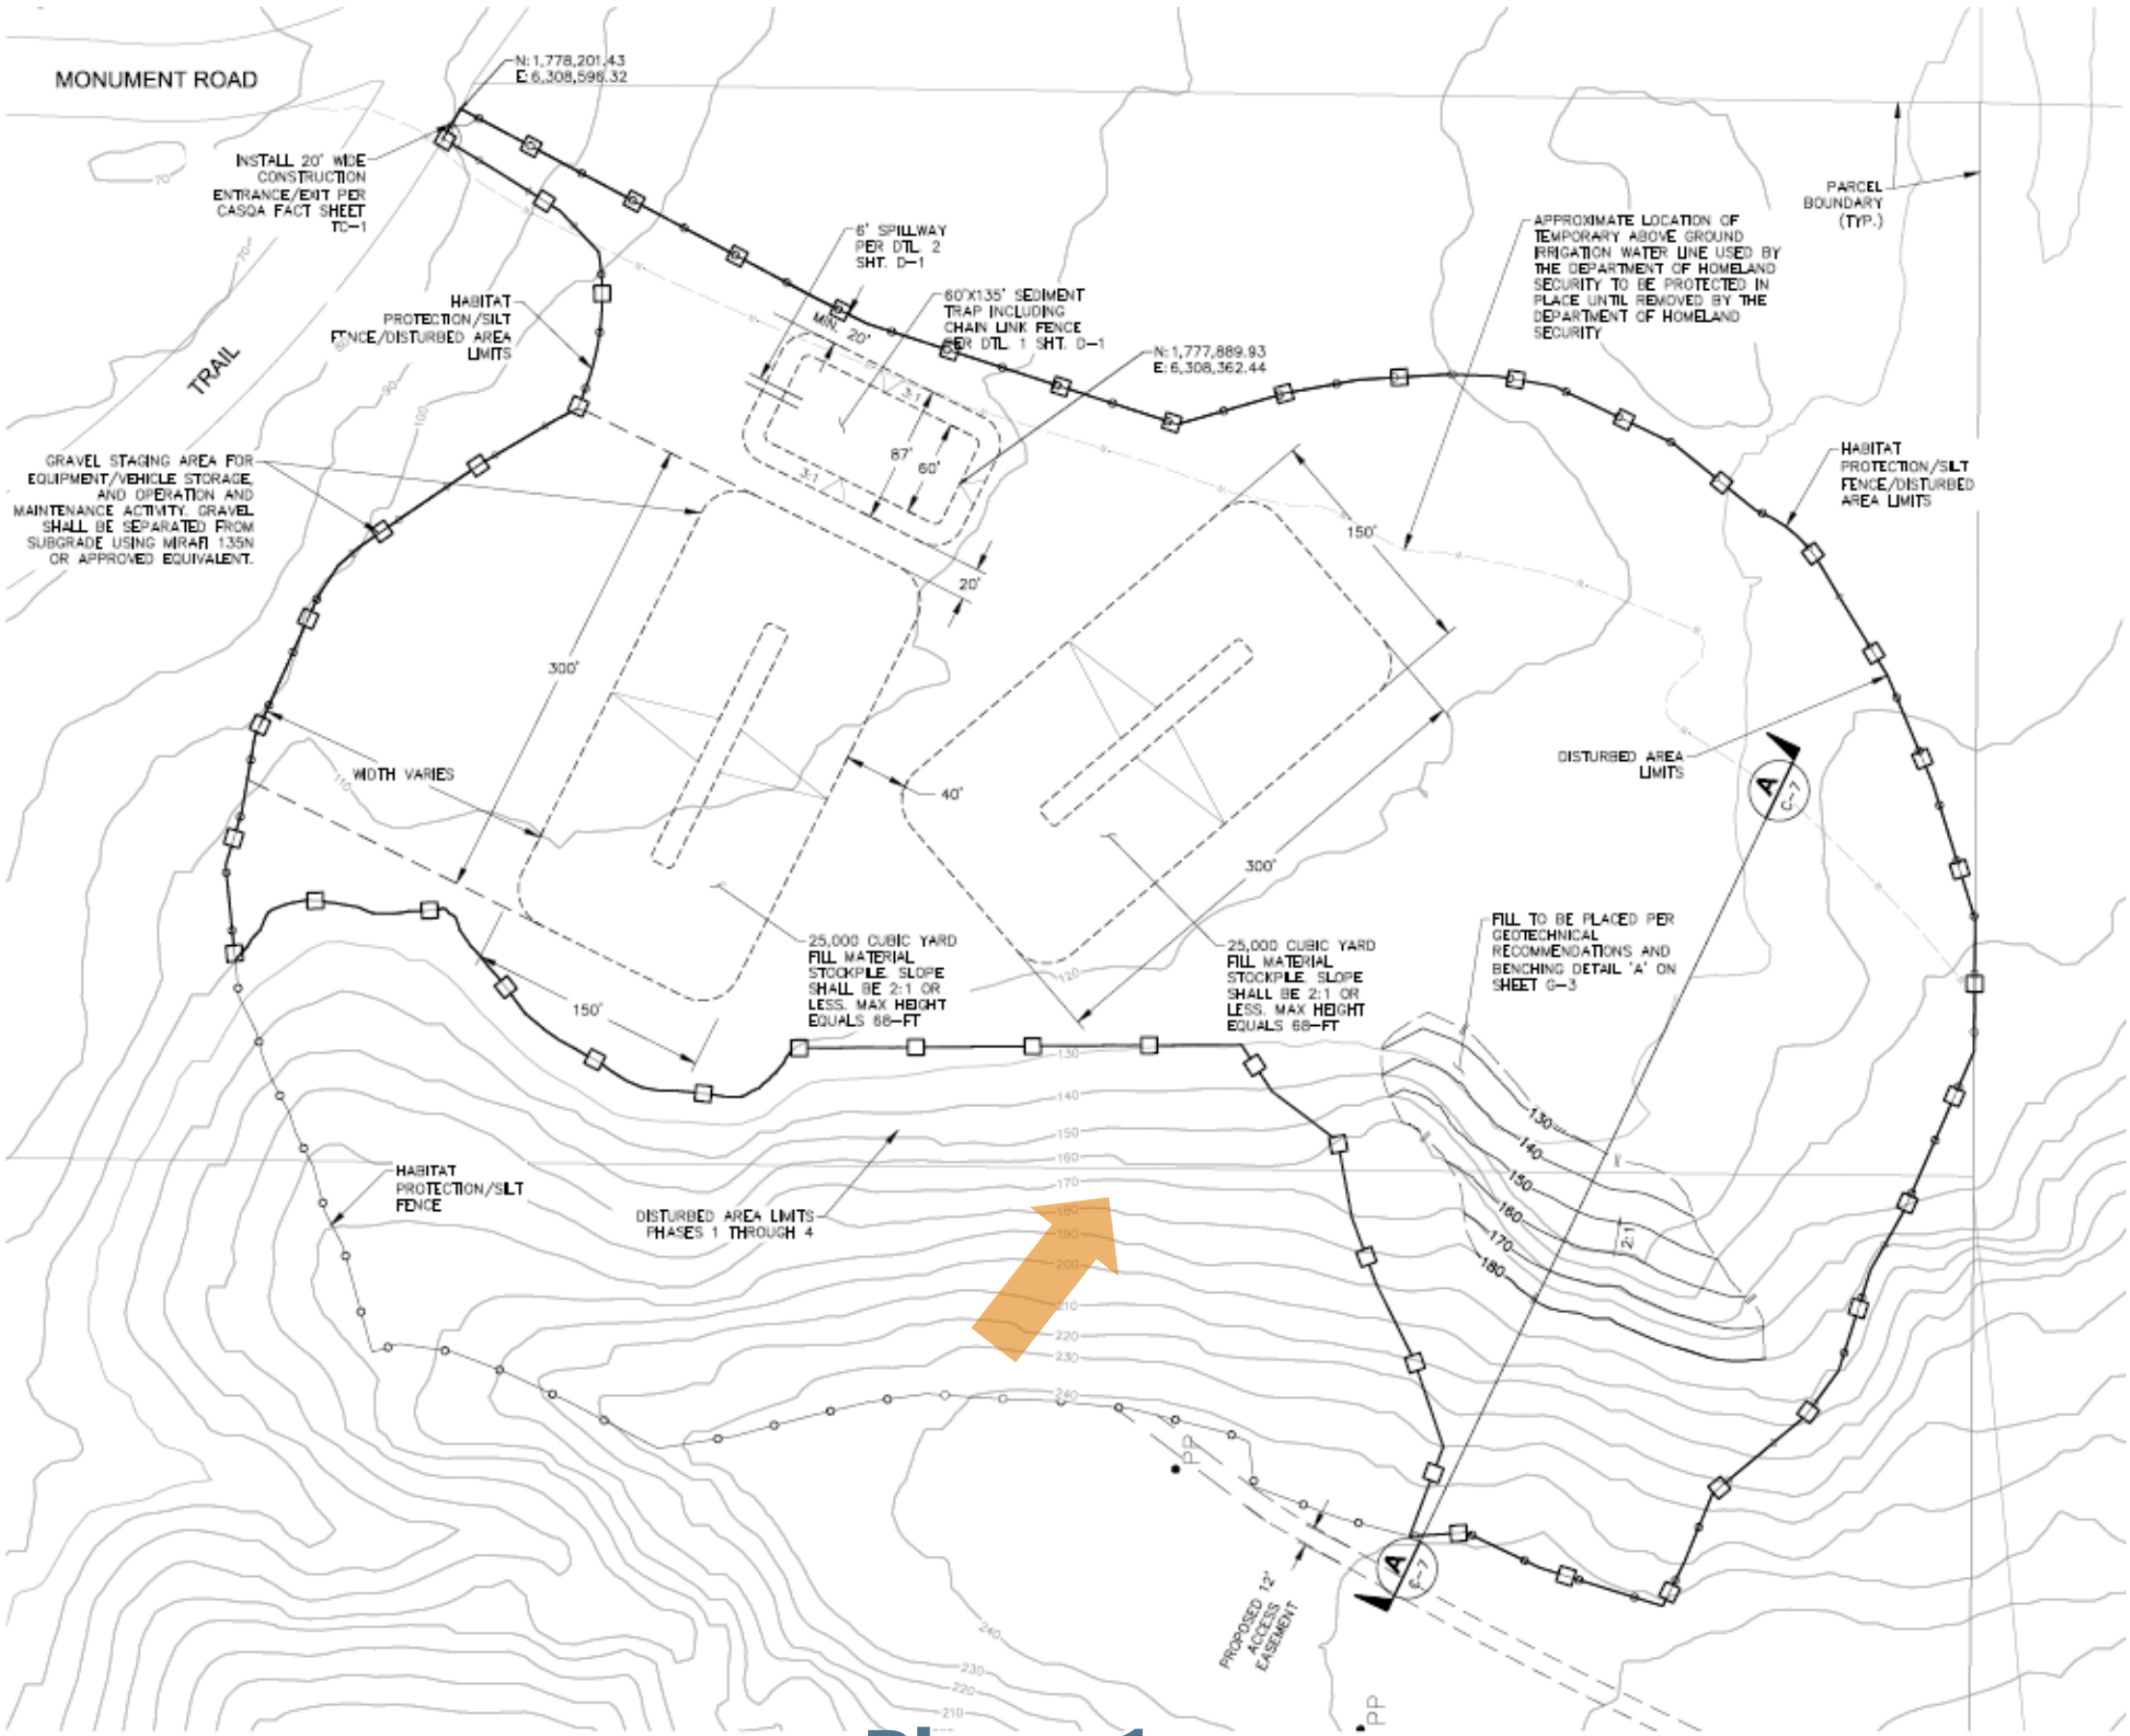 MONUMENT ROAD
N: 1,778,201.43
E: 6,308,596.32
INSTALL 20' WIDE
CONSTRUCTION
ENTRANCE/EXIT PER
CASQA FACT SHEET
TC-1
70
70
TRAIL
HABITAT
PROTECTION/SILT
FENCE/DISTURBED AREA
LIMITS
90
100
6' SPILLWAY
PER DTL. 2
SHT. D-1
60'X135' SEDIMENT
TRAP INCLUDING
CHAIN LINK FENCE
PER DTL. 1 SHT. D-1
MIN. 20'
3:1
87'
60'
3:1
N: 1,777,889.93
E: 6,308,362.44
APPROXIMATE LOCATION OF
TEMPORARY ABOVE GROUND
IRRIGATION WATER LINE USED BY
THE DEPARTMENT OF HOMELAND
SECURITY TO BE PROTECTED IN
PLACE UNTIL REMOVED BY THE
DEPARTMENT OF HOMELAND
SECURITY
PARCEL
BOUNDARY
(TYP.)
GRAVEL STAGING AREA FOR
EQUIPMENT/VEHICLE STORAGE,
AND OPERATION AND
MAINTENANCE ACTIVITY. GRAVEL
SHALL BE SEPARATED FROM
SUBGRADE USING MIRAFI 135N
OR APPROVED EQUIVALENT.
HABITAT
PROTECTION/SILT
FENCE/DISTURBED
AREA LIMITS
150'
20'
300'
WIDTH VARIES
110
40'
DISTURBED AREA
LIMITS
A
C-7
300'
25,000 CUBIC YARD
FILL MATERIAL
STOCKPILE. SLOPE
SHALL BE 2:1 OR
LESS. MAX HEIGHT
EQUALS 68-FT
25,000 CUBIC YARD
FILL MATERIAL
STOCKPILE. SLOPE
SHALL BE 2:1 OR
LESS. MAX HEIGHT
EQUALS 68-FT
FILL TO BE PLACED PER
GEOTECHNICAL
RECOMMENDATIONS AND
BENCHING DETAIL 'A' ON
SHEET G-3
150'
120
130
140
150
160
170
180
190
200
210
220
230
240
130
140
150
160
170
180
2:1
HABITAT
PROTECTION/SILT
FENCE
DISTURBED AREA LIMITS
PHASES 1 THROUGH 4
PP
A
C-7
PROPOSED 12'
ACCESS
EASEMENT
240
230
220
210
PP